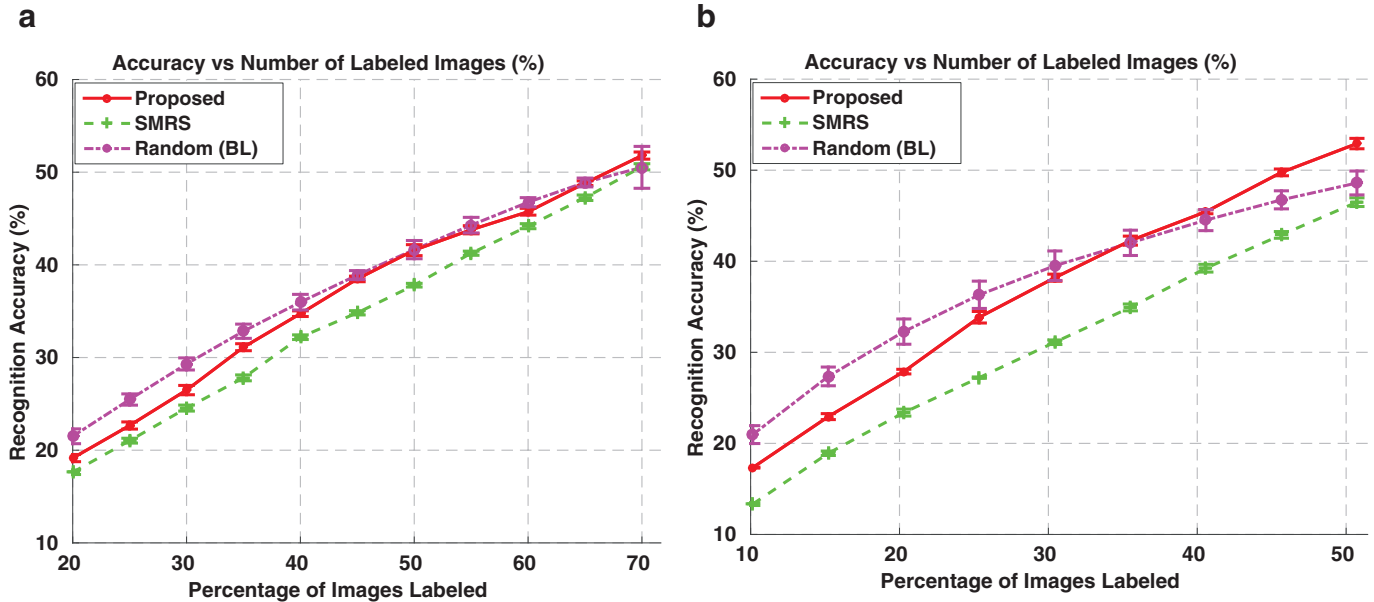 a
Accuracy vs Number of Labeled Images (%)
60
50
40
30
20
10
Recognition Accuracy (%)
Proposed
SMRS
Random (BL)
20 30 40 50 60 70
Percentage of Images Labeled
b
Accuracy vs Number of Labeled Images (%)
60
50
40
30
20
10
Recognition Accuracy (%)
Proposed
SMRS
Random (BL)
10 20 30 40 50
Percentage of Images Labeled